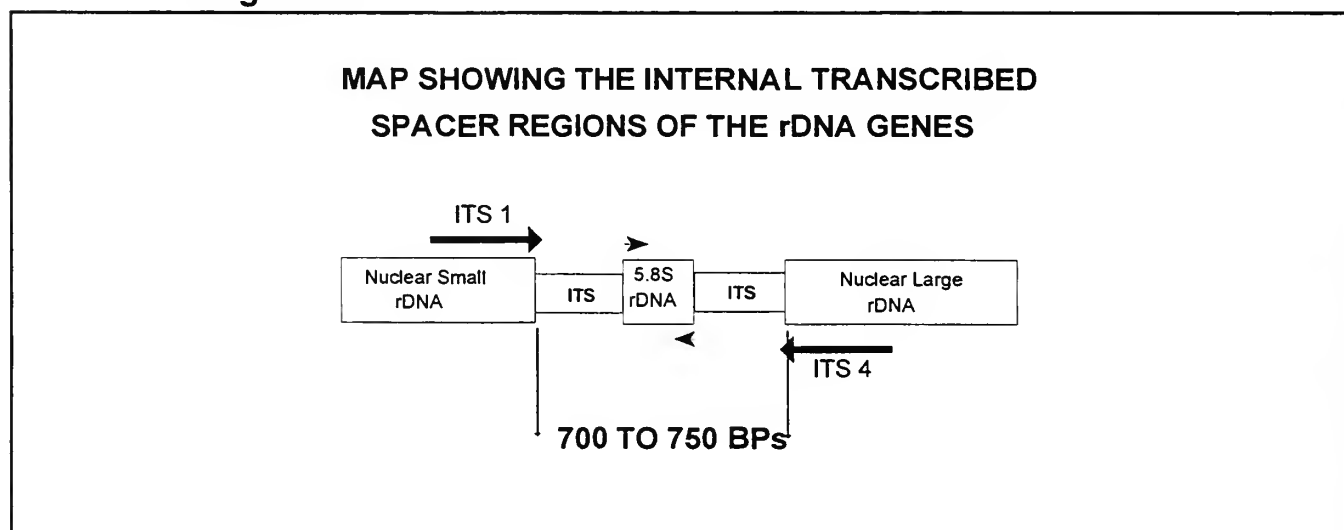 MAP SHOWING THE INTERNAL TRANSCRIBED
SPACER REGIONS OF THE rDNA GENES
ITS 1
Nuclear Small
rDNA
ITS
5.8S
rDNA
ITS
Nuclear Large
rDNA
ITS 4
700 TO 750 BPs